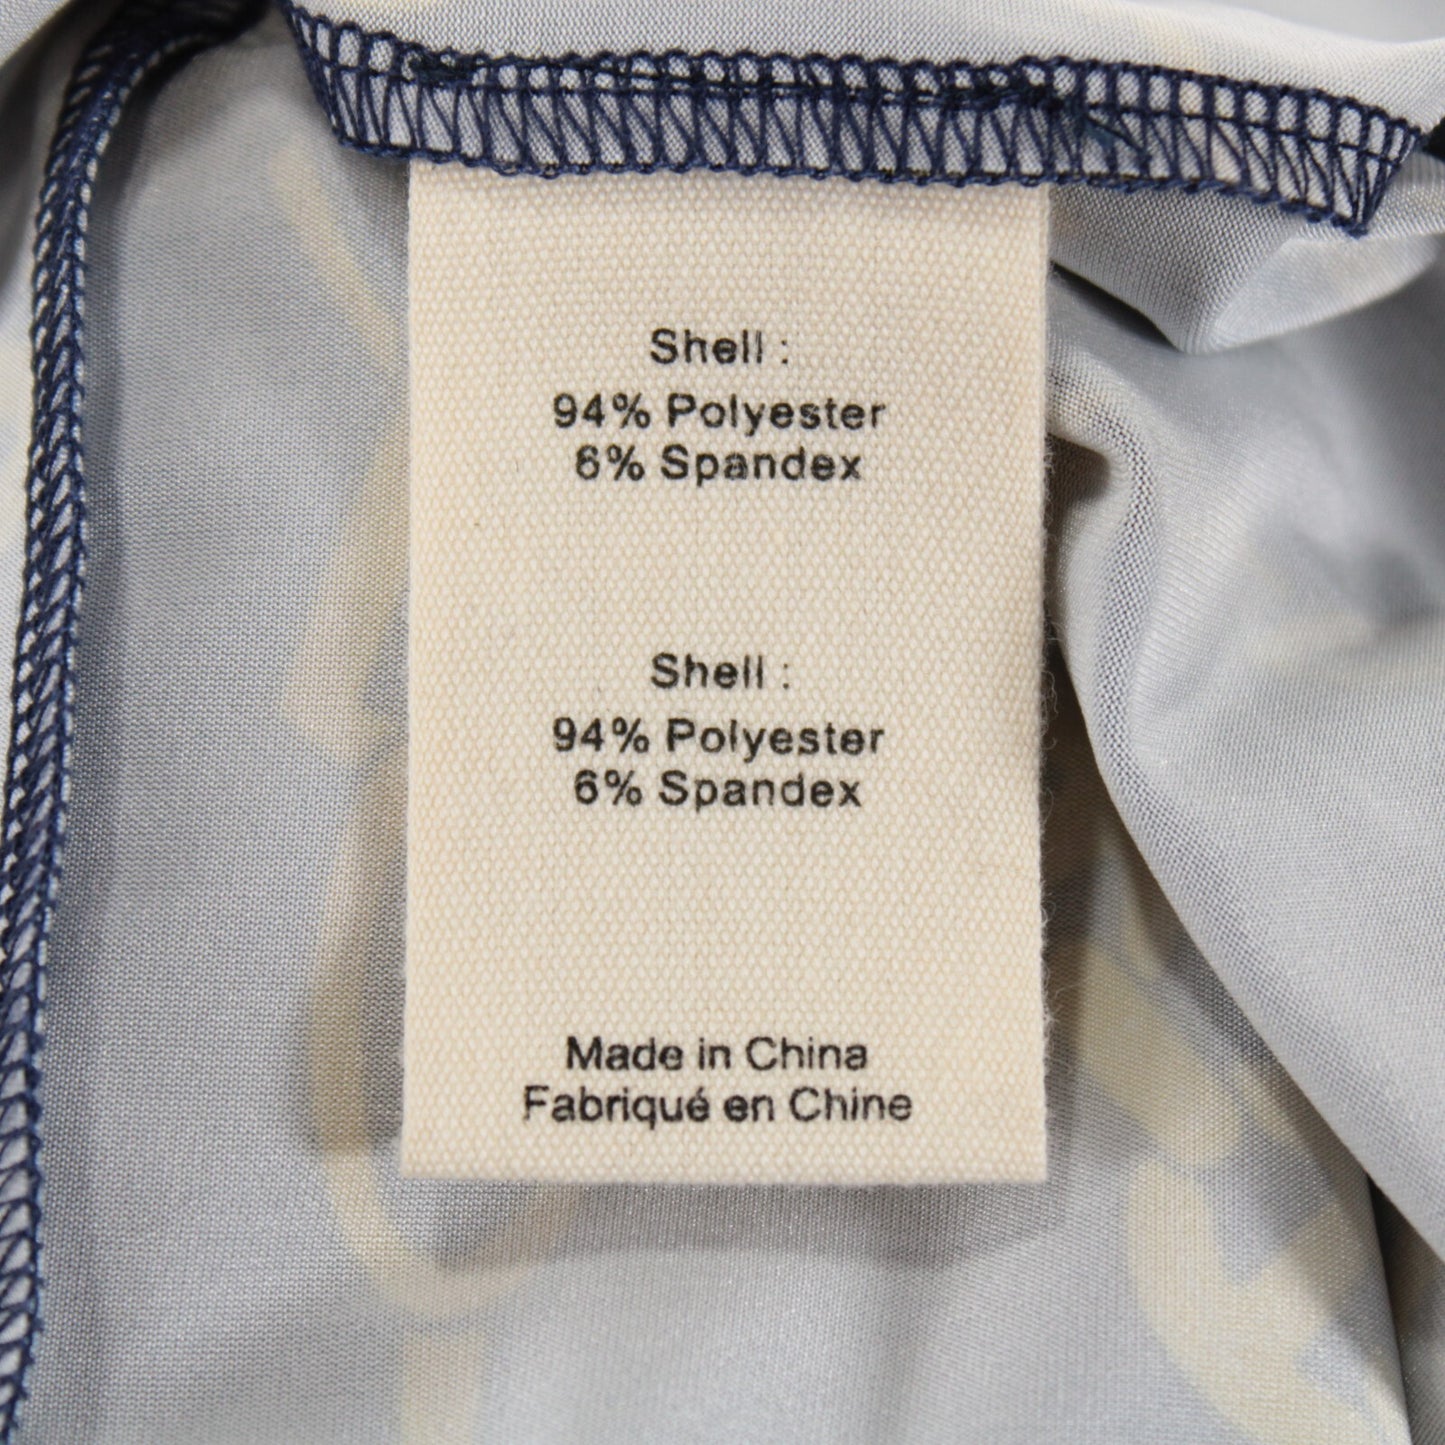 Shell :
94% Polyester
6% Spandex
Shell :
94% Polyester
6% Spandex
Made in China
Fabriqué en Chine